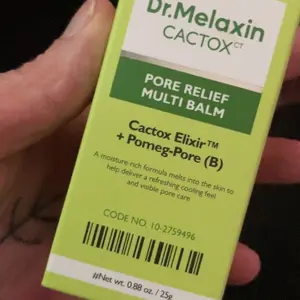 Dr.Melaxin
CACTOX
PORE RELIEF
MULTI BALM
Cactox Elixir™
+ Pomeg-Pore (B)
A moisture rich formula melts into the skin to
help deliver a refreshing cooling feel
and visible pore care
CODE NO. 10-2759496
Net wt. 0.88 oz. / 25g